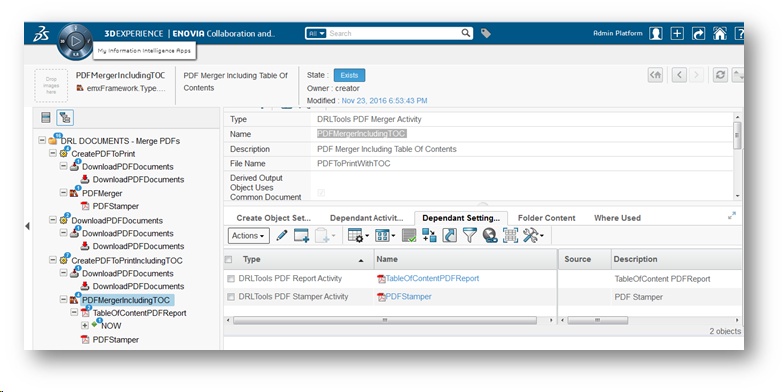 3DEXPERIENCE | ENOVIA Collaboration and..
All
Search
Admin Platform
My Information Intelligence Apps
Drop images here
PDFMergerIncludingTOC
emxFramework.Type....
PDF Merger Including Table Of Contents
State : Exists
Owner : creator
Modified : Nov 23, 2016 6:53:43 PM
DRL DOCUMENTS - Merge PDFs
CreatePDFToPrint
DownloadPDFDocuments
DownloadPDFDocuments
PDFMerger
PDFStamper
DownloadPDFDocuments
DownloadPDFDocuments
CreatePDFToPrintIncludingTOC
DownloadPDFDocuments
DownloadPDFDocuments
PDFMergerIncludingTOC
TableOfContentPDFReport
NOW
PDFStamper
Type DRLTools PDF Merger Activity
Name PDFMergerIncludingTOC
Description PDF Merger Including Table Of Contents
File Name PDFToPrintWithTOC
Derived Output
Object Uses
Common Document
Create Object Set... Dependant Activit... Dependant Setting... Folder Content Where Used
Actions
Type Name Source Description
DRLTools PDF Report Activity TableOfContentPDFReport TableOfContent PDFReport
DRLTools PDF Stamper Activity PDFStamper PDF Stamper
2 objects